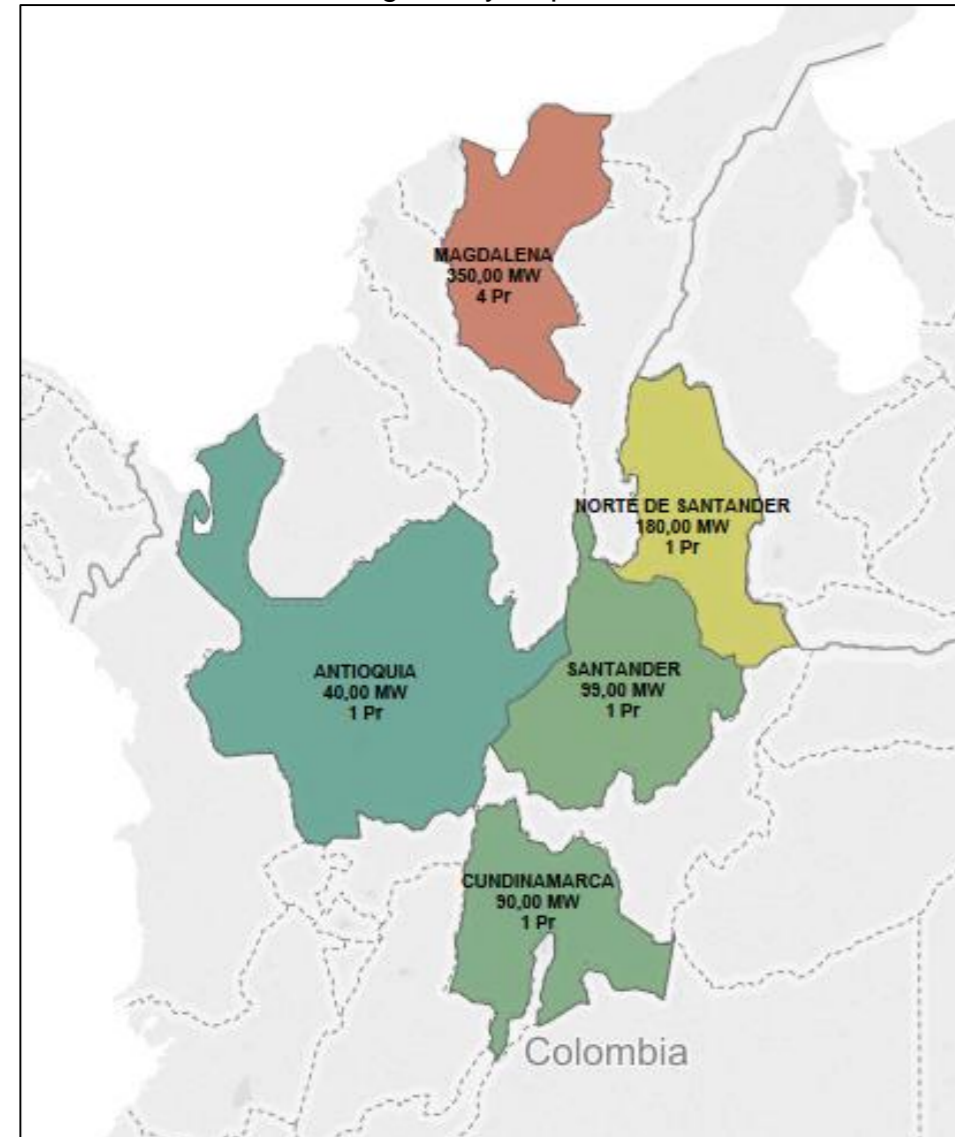 MAGDALENA
350,00 MW
4 Pr
NORTE DE SANTANDER
180,00 MW
1 Pr
ANTIOQUIA
40,00 MW
1 Pr
SANTANDER
99,00 MW
1 Pr
CUNDINAMARCA
90,00 MW
1 Pr
Colombia